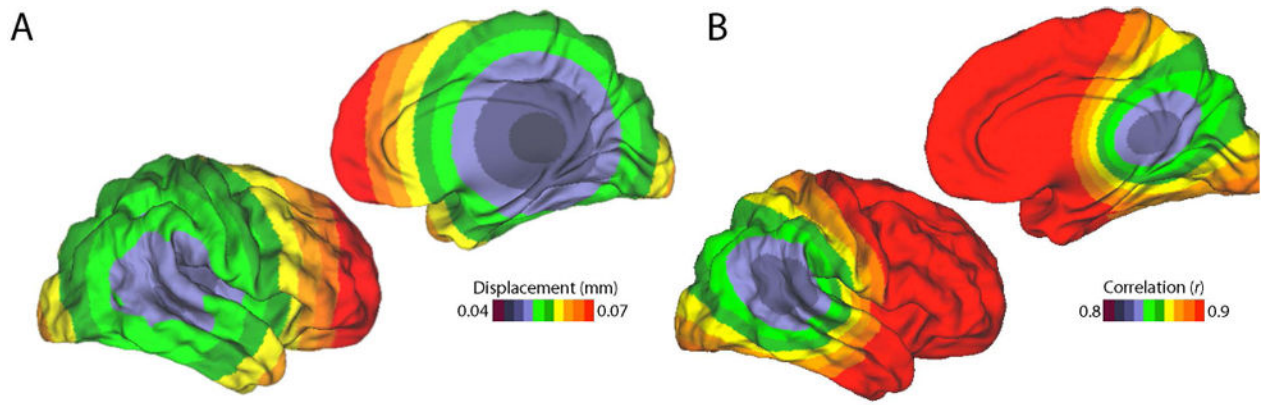 A
B
Displacement (mm)
0.04 0.07
Correlation (r)
0.8 0.9